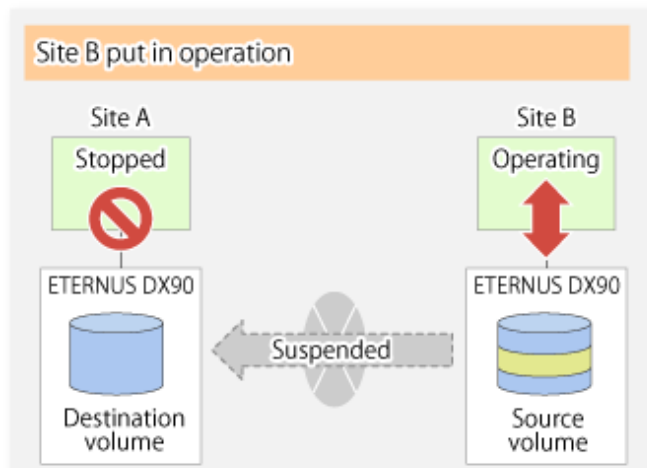 Site B put in operation
Site A
Site B
Stopped
Operating
ETERNUS DX90
ETERNUS DX90
Suspended
Destination
volume
Source
volume